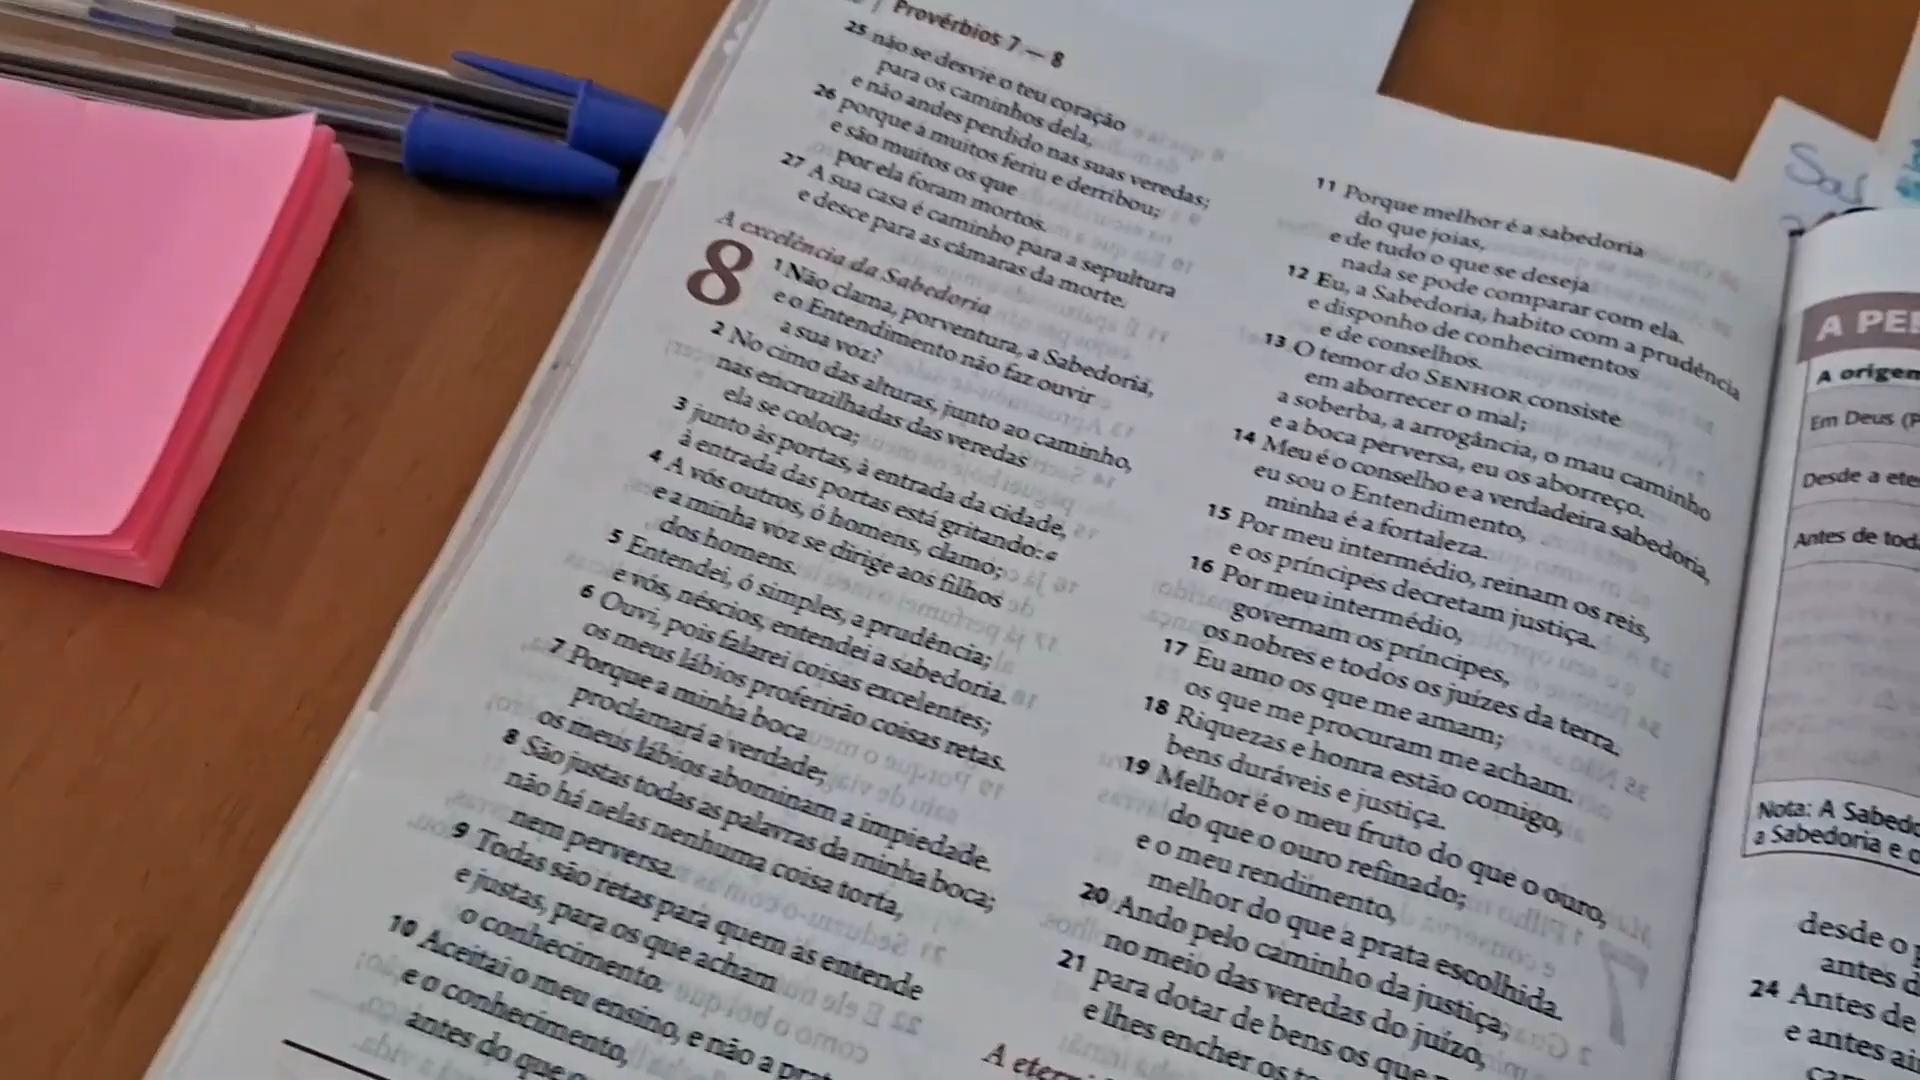 Provérbios 7 — 8
25 não se desvie o teu coração
para os caminhos dela,
e não andes perdido nas suas veredas;
26 porque a muitos feriu e derribou;
e são muitos os que
por ela foram mortos.
27 A sua casa é caminho para a sepultura
e desce para as câmaras da morte.
A excelência da Sabedoria
8
1 Não clama, porventura, a Sabedoria,
e o Entendimento não faz ouvir
a sua voz?
2 No cimo das alturas, junto ao caminho,
nas encruzilhadas das veredas
ela se coloca;
3 junto às portas, à entrada da cidade,
à entrada das portas está gritando:
4 A vós outros, ó homens, clamo;
e a minha voz se dirige aos filhos
dos homens.
5 Entendei, ó simples, a prudência;
e vós, néscios, entendei a sabedoria.
6 Ouvi, pois falarei coisas excelentes;
os meus lábios proferirão coisas retas.
7 Porque a minha boca
proclamará a verdade;
os meus lábios abominam a impiedade.
8 São justas todas as palavras da minha boca;
não há nelas nenhuma coisa torta,
nem perversa.
9 Todas são retas para quem as entende
e justas, para os que acham
o conhecimento.
10 Aceitai o meu ensino, e não a
e o conhecimento,
antes do que
11 Porque melhor é a sabedoria
do que joias,
e de tudo o que se deseja
nada se pode comparar com ela.
12 Eu, a Sabedoria, habito com a prudência
e disponho de conhecimentos
e de conselhos.
13 O temor do SENHOR consiste
em aborrecer o mal;
a soberba, a arrogância, o mau caminho
e a boca perversa, eu os aborreço.
14 Meu é o conselho e a verdadeira sabedoria,
eu sou o Entendimento,
minha é a fortaleza.
15 Por meu intermédio, reinam os reis,
e os príncipes decretam justiça.
16 Por meu intermédio,
governam os príncipes,
os nobres e todos os juízes da terra.
17 Eu amo os que me amam;
os que me procuram me acham.
18 Riquezas e honra estão comigo,
bens duráveis e justiça.
19 Melhor é o meu fruto do que o ouro,
do que o ouro refinado;
e o meu rendimento,
melhor do que a prata escolhida.
20 Ando pelo caminho da justiça,
no meio das veredas do juízo,
21 para dotar de bens os que
e lhes encher os
A
A
A origem
Em Deus
Desde a
Antes de
Nota: A
a Sabedoria e
desde o
antes
24 Antes de
e antes